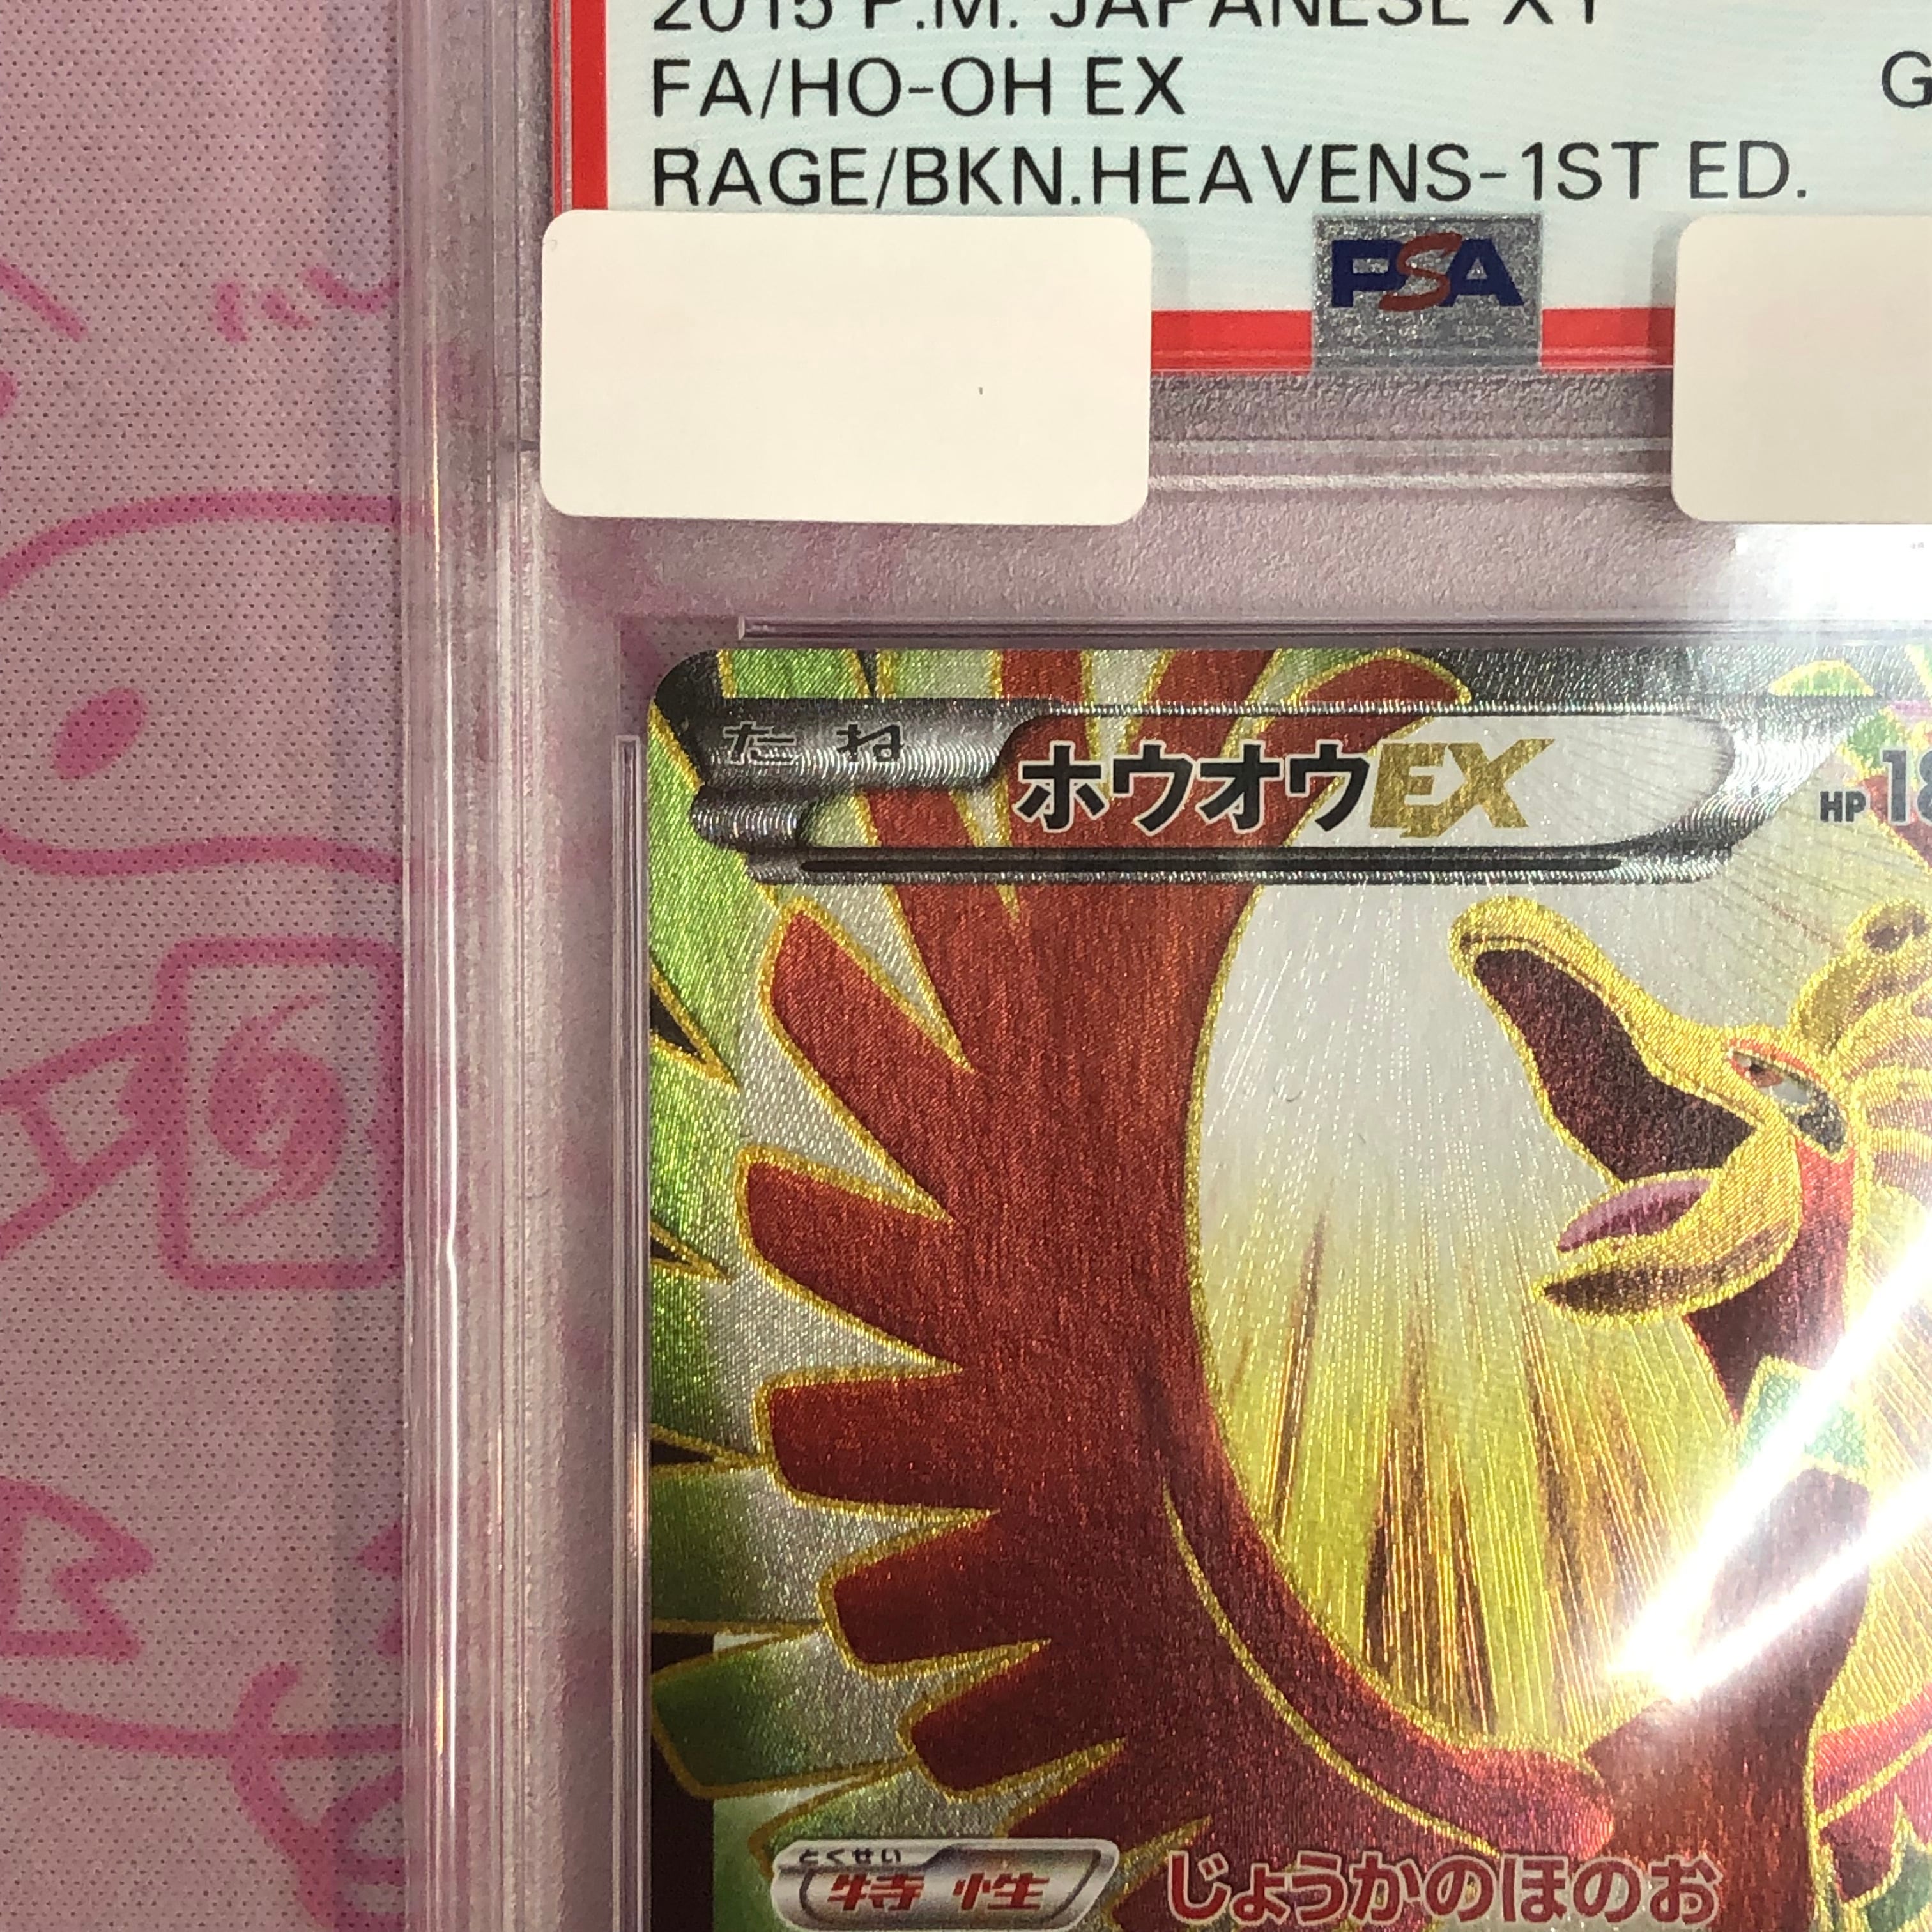 2015 P.M. JAPANESE XY
FA/HO-OH EX
G
RAGE/BKN.HEAVENS-1ST ED.
PSA
たね
ホウオウEX
HP 18
とくせい
特性
じょうかのほのお